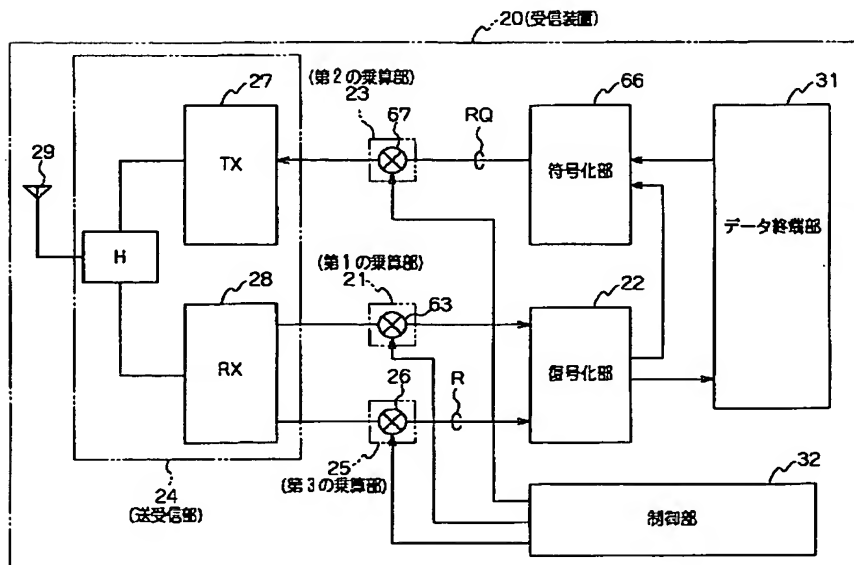 20(受信装置)
27
(第2の乗算部)
23
67
RQ
66
31
29
TX
符号化部
データ終端部
H
(第1の乗算部)
28
21
63
22
RX
26
R
復号化部
25
(第3の乗算部)
24
(送受信部)
32
制御部